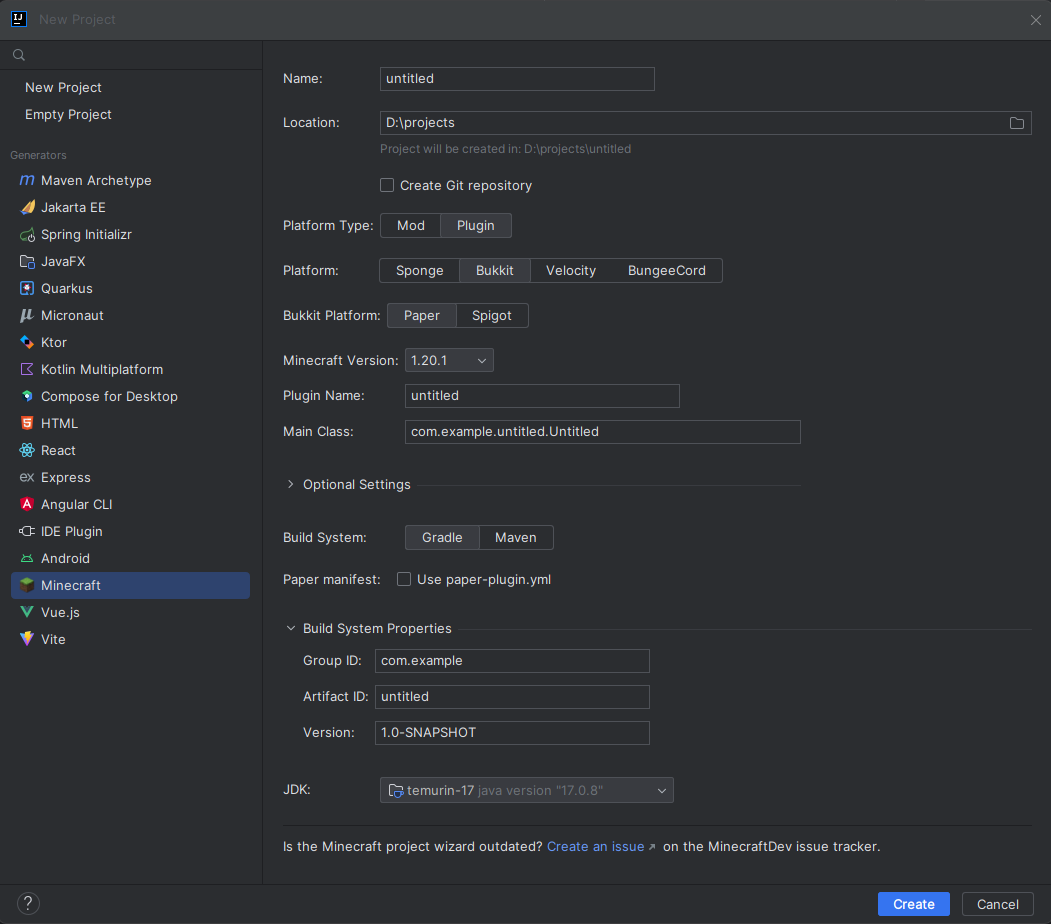 New Project
New Project
Empty Project
Generators
Maven Archetype
Jakarta EE
Spring Initializr
JavaFX
Quarkus
Micronaut
Ktor
Kotlin Multiplatform
Compose for Desktop
HTML
React
ex Express
Angular CLI
IDE Plugin
Android
Minecraft
Vue.js
Vite
Name: untitled
Location: D:\projects
Project will be created in: D:\projects\untitled
Create Git repository
Platform Type: Mod Plugin
Platform: Sponge Bukkit Velocity BungeeCord
Bukkit Platform: Paper Spigot
Minecraft Version: 1.20.1
Plugin Name: untitled
Main Class: com.example.untitled.Untitled
Optional Settings
Build System: Gradle Maven
Paper manifest: Use paper-plugin.yml
Build System Properties
Group ID: com.example
Artifact ID: untitled
Version: 1.0-SNAPSHOT
JDK: temurin-17 java version "17.0.8"
Is the Minecraft project wizard outdated? Create an issue ↗ on the MinecraftDev issue tracker.
? Create Cancel